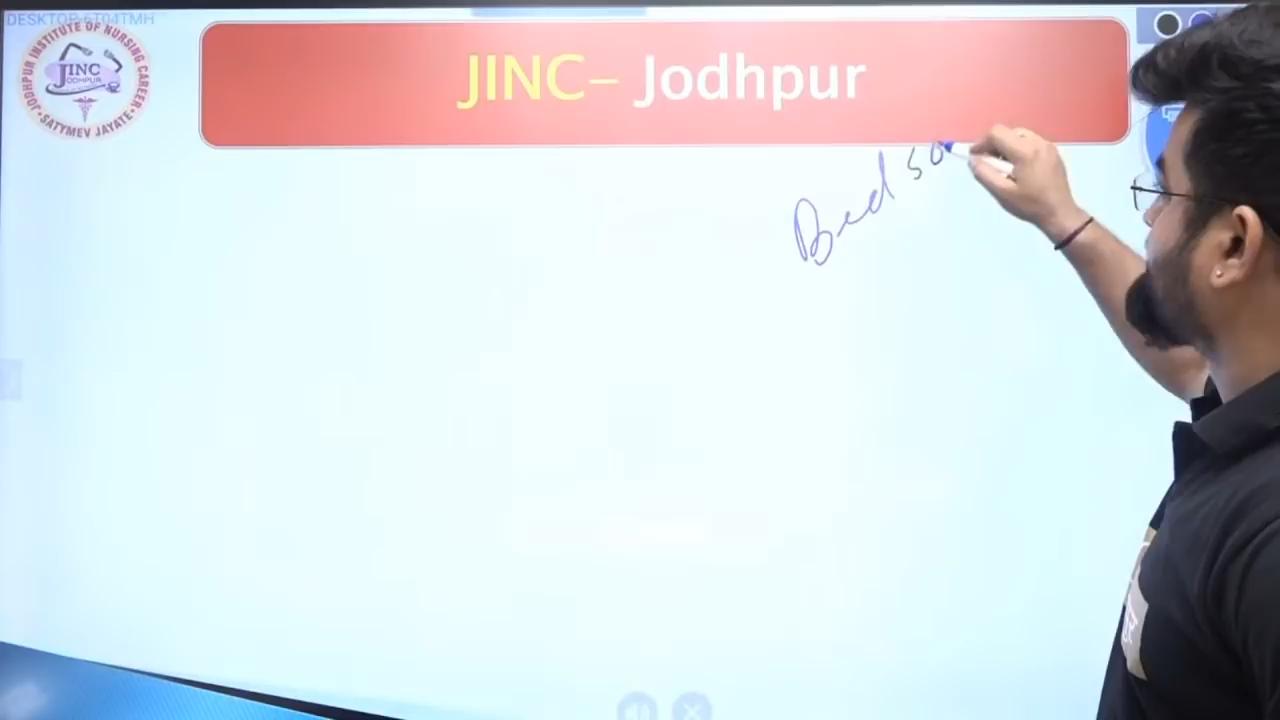 DESKTOP-6T04TMH
JODHPUR INSTITUTE OF NURSING CAREER
JINC
JODHPUR
SATYMEV JAYATE
JINC- Jodhpur
Bed so